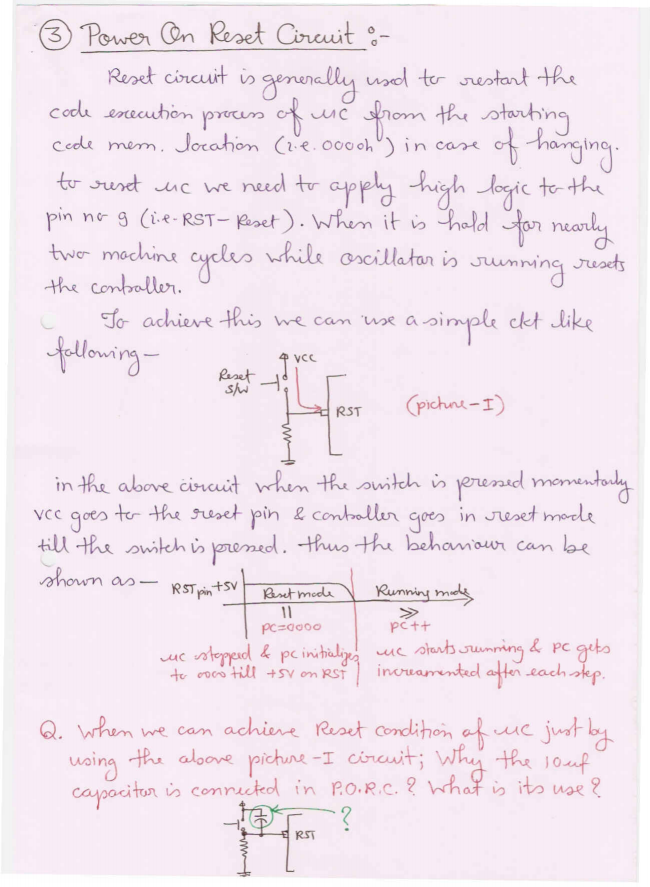 ③ Power On Reset Circuit :-
Reset circuit is generally used to restart the
code execution process of uc from the starting
code mem. location (i.e. 0000h) in case of hanging.
to reset uc we need to apply high logic to the
pin no 9 (i.e - RST - Reset). When it is hold for nearly
two machine cycles while oscillator is running resets
the controller.
To achieve this we can use a simple ckt like
following –
VCC
Reset
S/W
RST
(picture-I)
in the above circuit when the switch is pressed momentarly
VCC goes to the reset pin & controller goes in reset mode
till the switch is pressed. thus the behaviour can be
shown as –
RST pin +5V
Reset mode
Running mode
PC=0000
PC++
uc stopped & pc initializes
to 0000 till +5V on RST
uc starts running & pc gets
increamented after each step.
Q. When we can achieve Reset condition of uc just by
using the above picture-I circuit; Why the 10uf
capacitor is connected in P.O.R.C.? What is its use?
?
RST